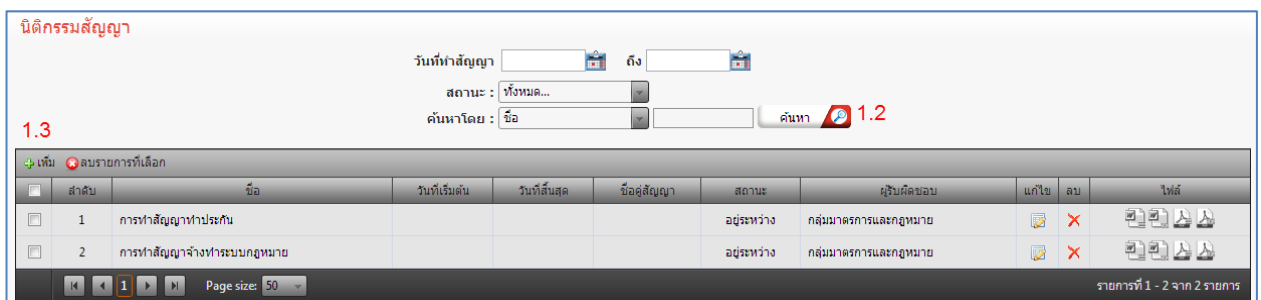 นิติกรรมสัญญา
วันที่ทำสัญญา ถึง
สถานะ : ทั้งหมด...
ค้นหาโดย : ชื่อ ค้นหา 1.2
1.3
เพิ่ม ลบรายการที่เลือก
ลำดับ ชื่อ วันที่เริ่มต้น วันที่สิ้นสุด ชื่อคู่สัญญา สถานะ ผู้รับผิดชอบ แก้ไข ลบ ไฟล์
1 การทำสัญญาทำประกัน อยู่ระหว่าง กลุ่มมาตรการและกฎหมาย
2 การทำสัญญาจ้างทำระบบกฎหมาย อยู่ระหว่าง กลุ่มมาตรการและกฎหมาย
1 Page size: 50 รายการที่ 1 - 2 จาก 2 รายการ